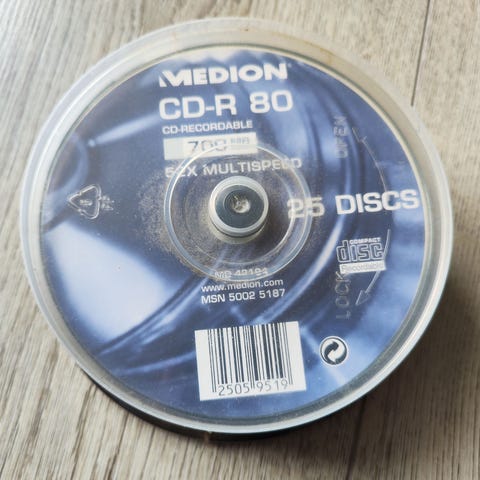 MEDION
CD-R 80
CD-RECORDABLE
700 MB
52X MULTISPEED
25 DISCS
OPEN
COMPACT
disc
Recordable
LOCK
www.medion.com
MSN 5002 5187
2505 9519